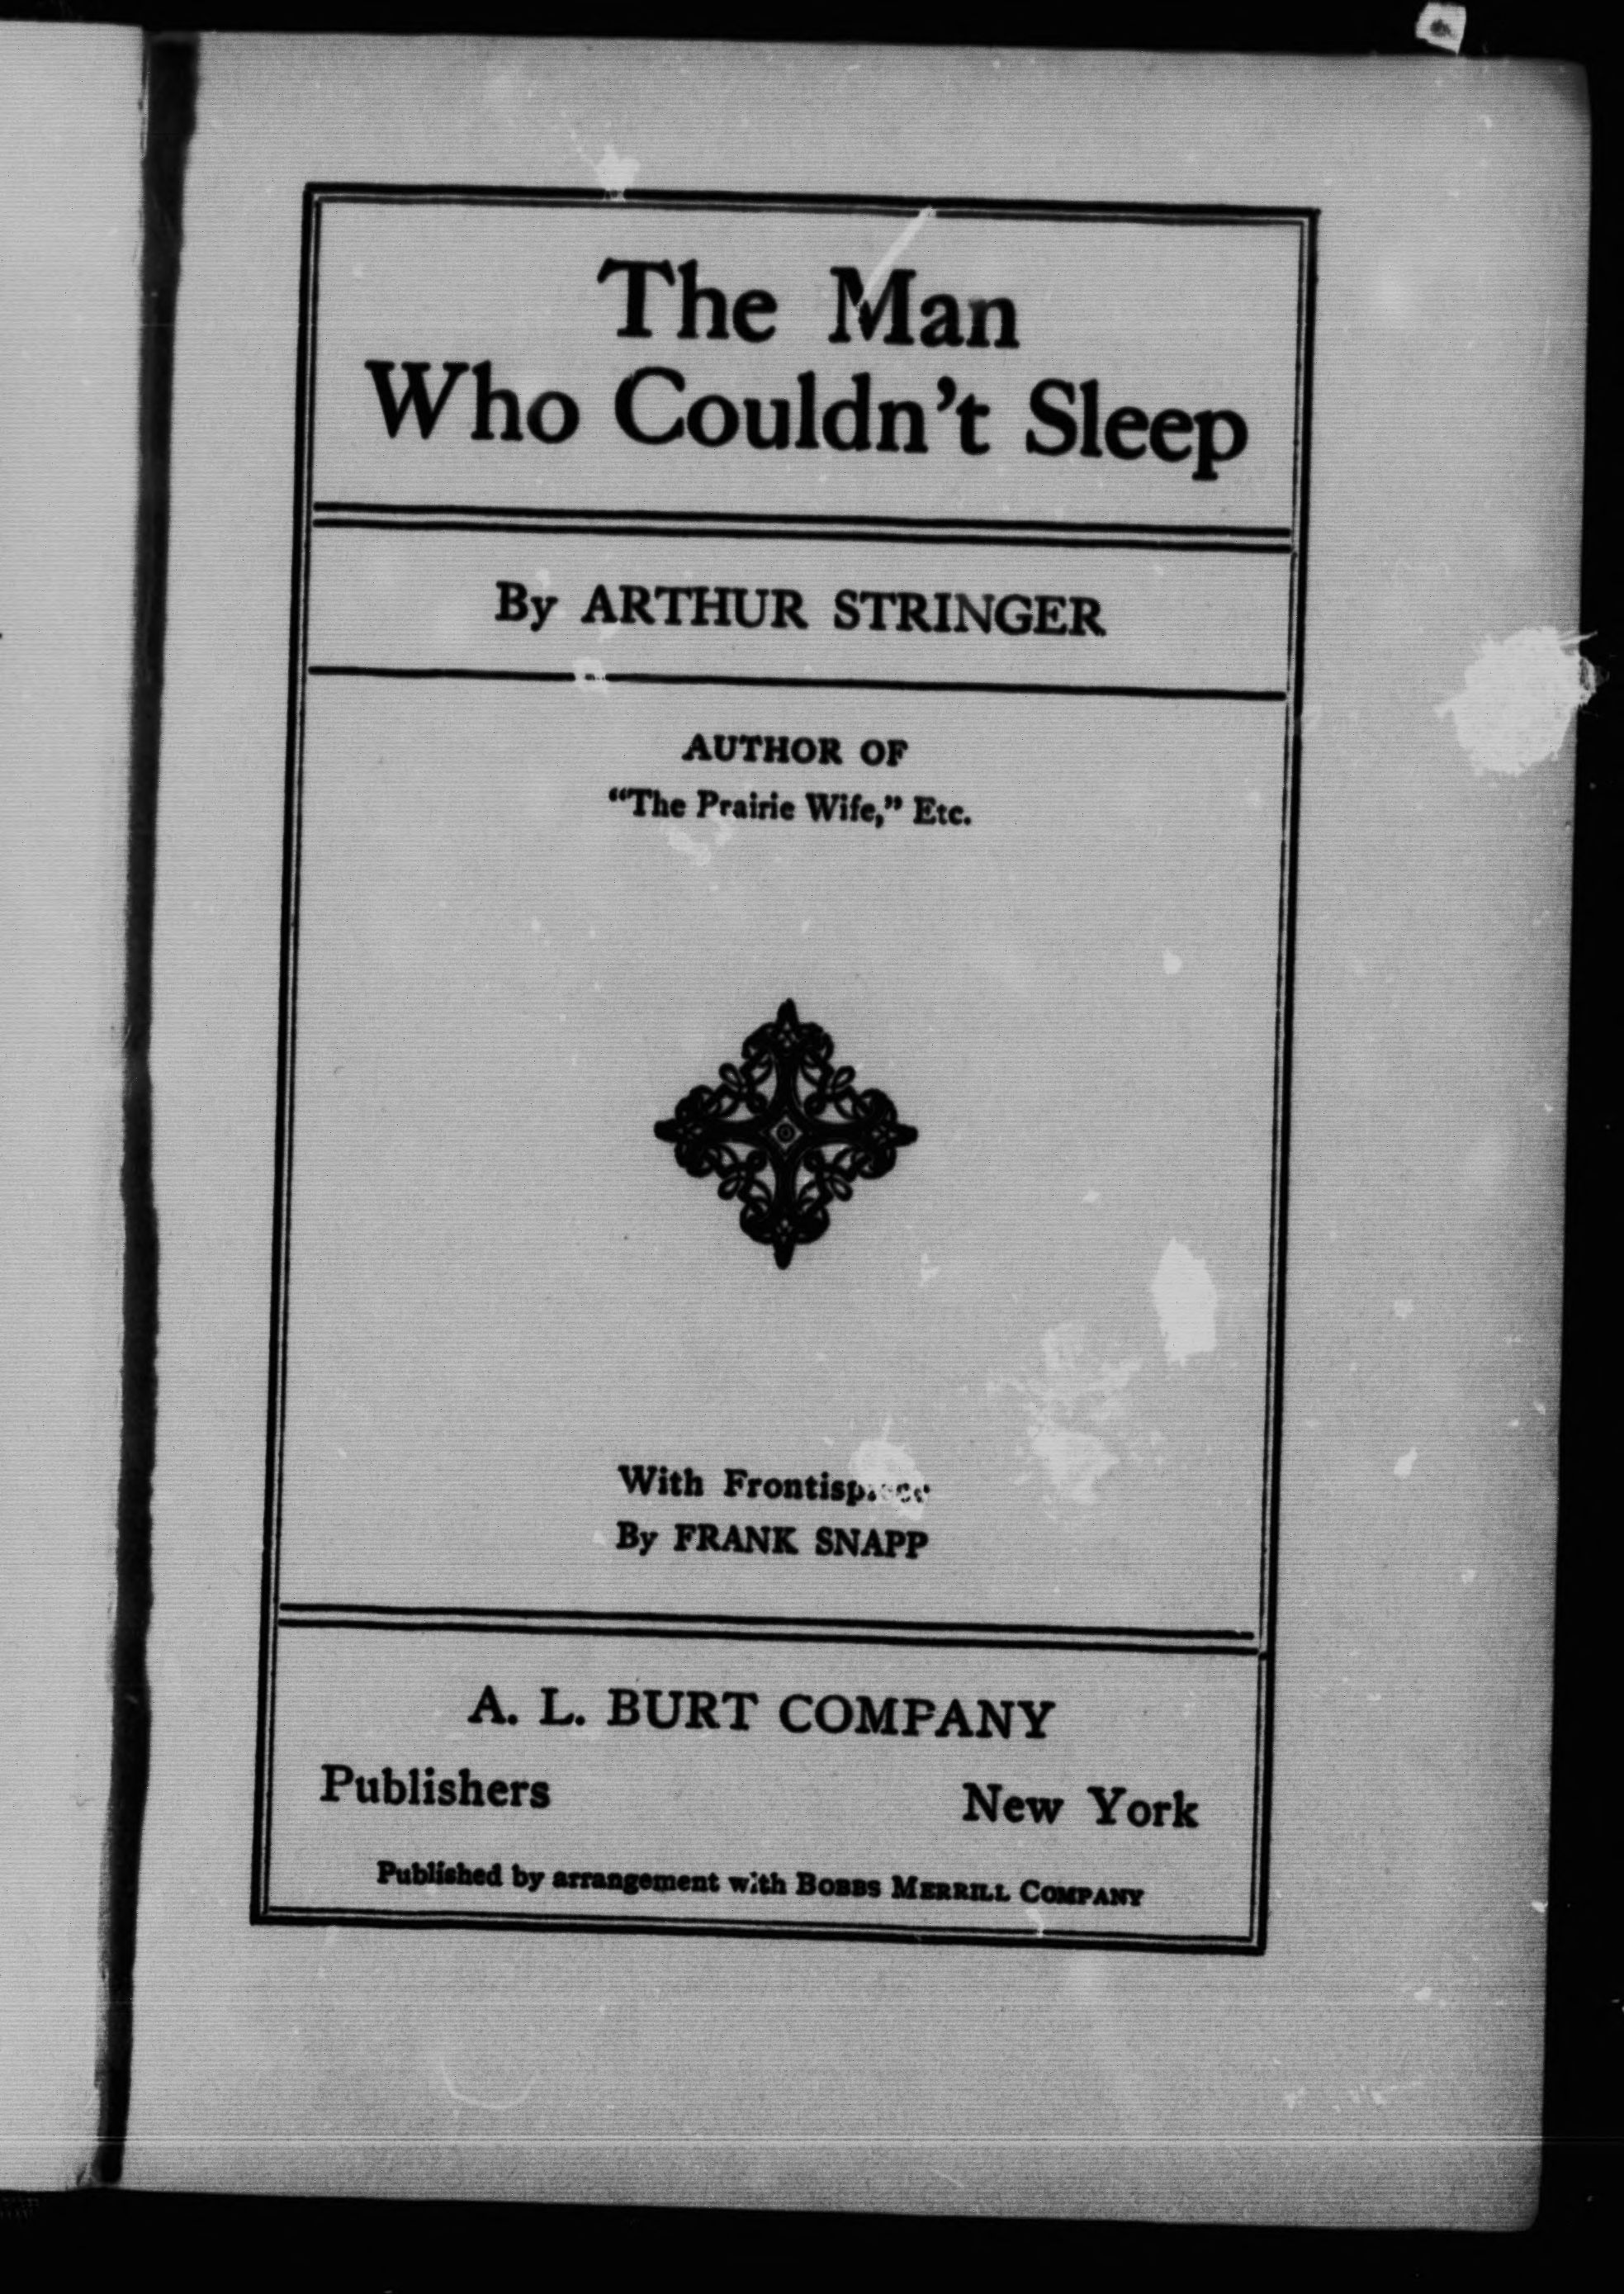 The Man
Who Couldn't Sleep
By ARTHUR STRINGER
AUTHOR OF
“The Prairie Wife,” Etc.
With Frontispiece
By FRANK SNAPP
A. L. BURT COMPANY
Publishers New York
Published by arrangement with BOBBS MERRILL COMPANY